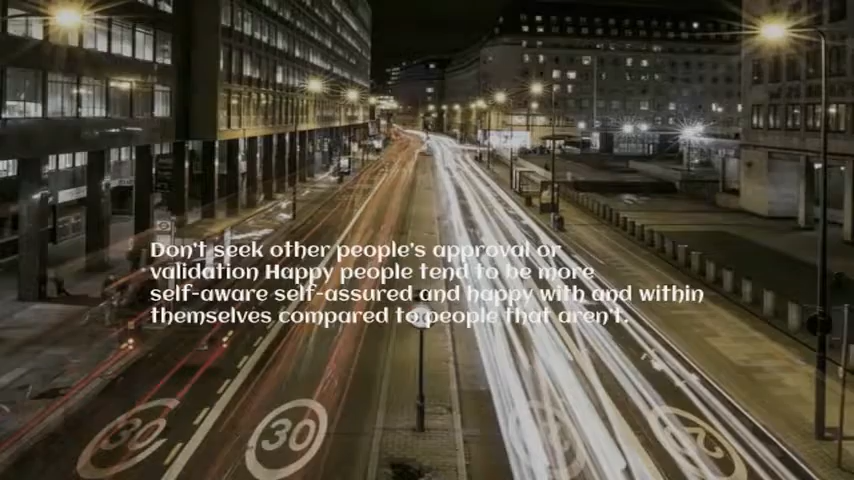 Don't seek other people's approval or
validation Happy people tend to be more
self-aware self-assured and happy with and within
themselves compared to people that aren't.
30
30